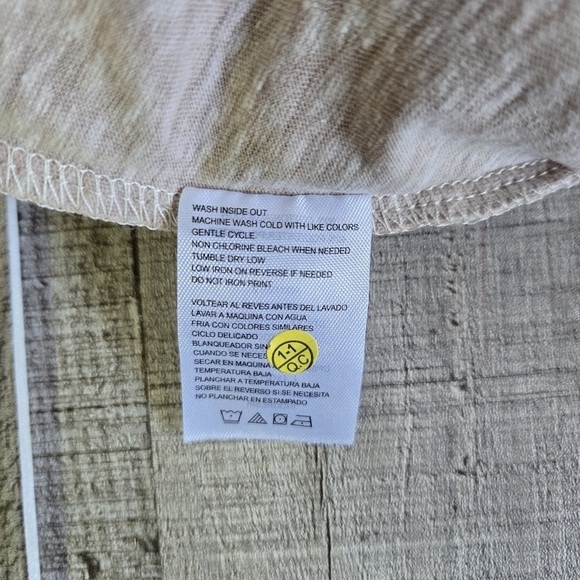 WASH INSIDE OUT
MACHINE WASH COLD WITH LIKE COLORS
GENTLE CYCLE
NON CHLORINE BLEACH WHEN NEEDED
TUMBLE DRY LOW
LOW IRON ON REVERSE IF NEEDED
DO NOT IRON PRINT
VOLTEAR AL REVES ANTES DEL LAVADO
LAVAR A MAQUINA CON AGUA
FRIA CON COLORES SIMILARES
CICLO DELICADO
BLANQUEADOR SIN
CUANDO SE NECES
SECAR EN MAQUINA
TEMPERATURA BAJA
PLANCHAR A TEMPERATURA BAJA
SOBRE EL REVERSO SI SE NECESITA
NO PLANCHAR EN ESTAMPADO
1-1
Q.C